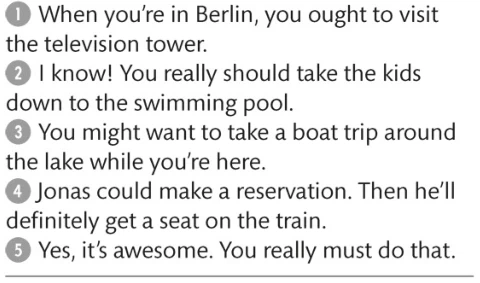 1 When you're in Berlin, you ought to visit
the television tower.
2 I know! You really should take the kids
down to the swimming pool.
3 You might want to take a boat trip around
the lake while you're here.
4 Jonas could make a reservation. Then he'll
definitely get a seat on the train.
5 Yes, it's awesome. You really must do that.